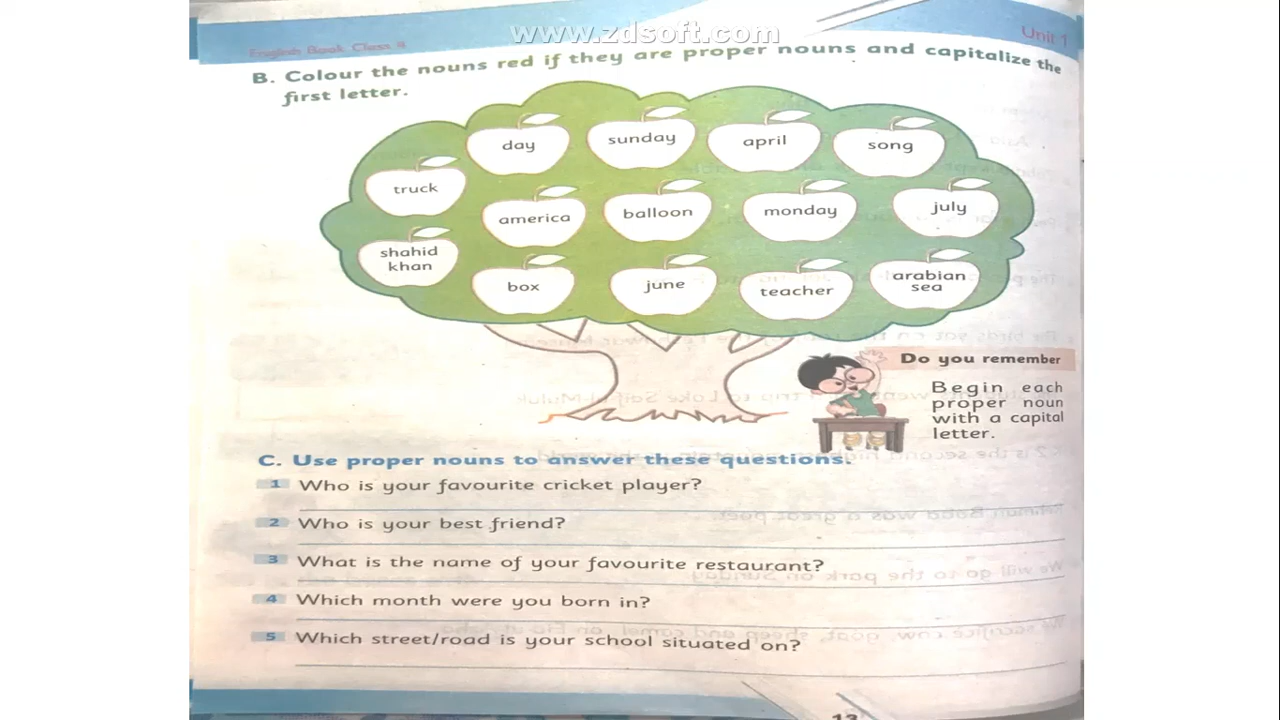 www.zdsoft.com
English Book Class 4
Unit 1
B. Colour the nouns red if they are proper nouns and capitalize the
first letter.
day
sunday
april
song
truck
america
balloon
monday
july
shahid
khan
box
june
teacher
arabian
sea
Do you remember
Begin each
proper noun
with a capital
letter.
C. Use proper nouns to answer these questions.
1 Who is your favourite cricket player?
2 Who is your best friend?
3 What is the name of your favourite restaurant?
4 Which month were you born in?
5 Which street/road is your school situated on?